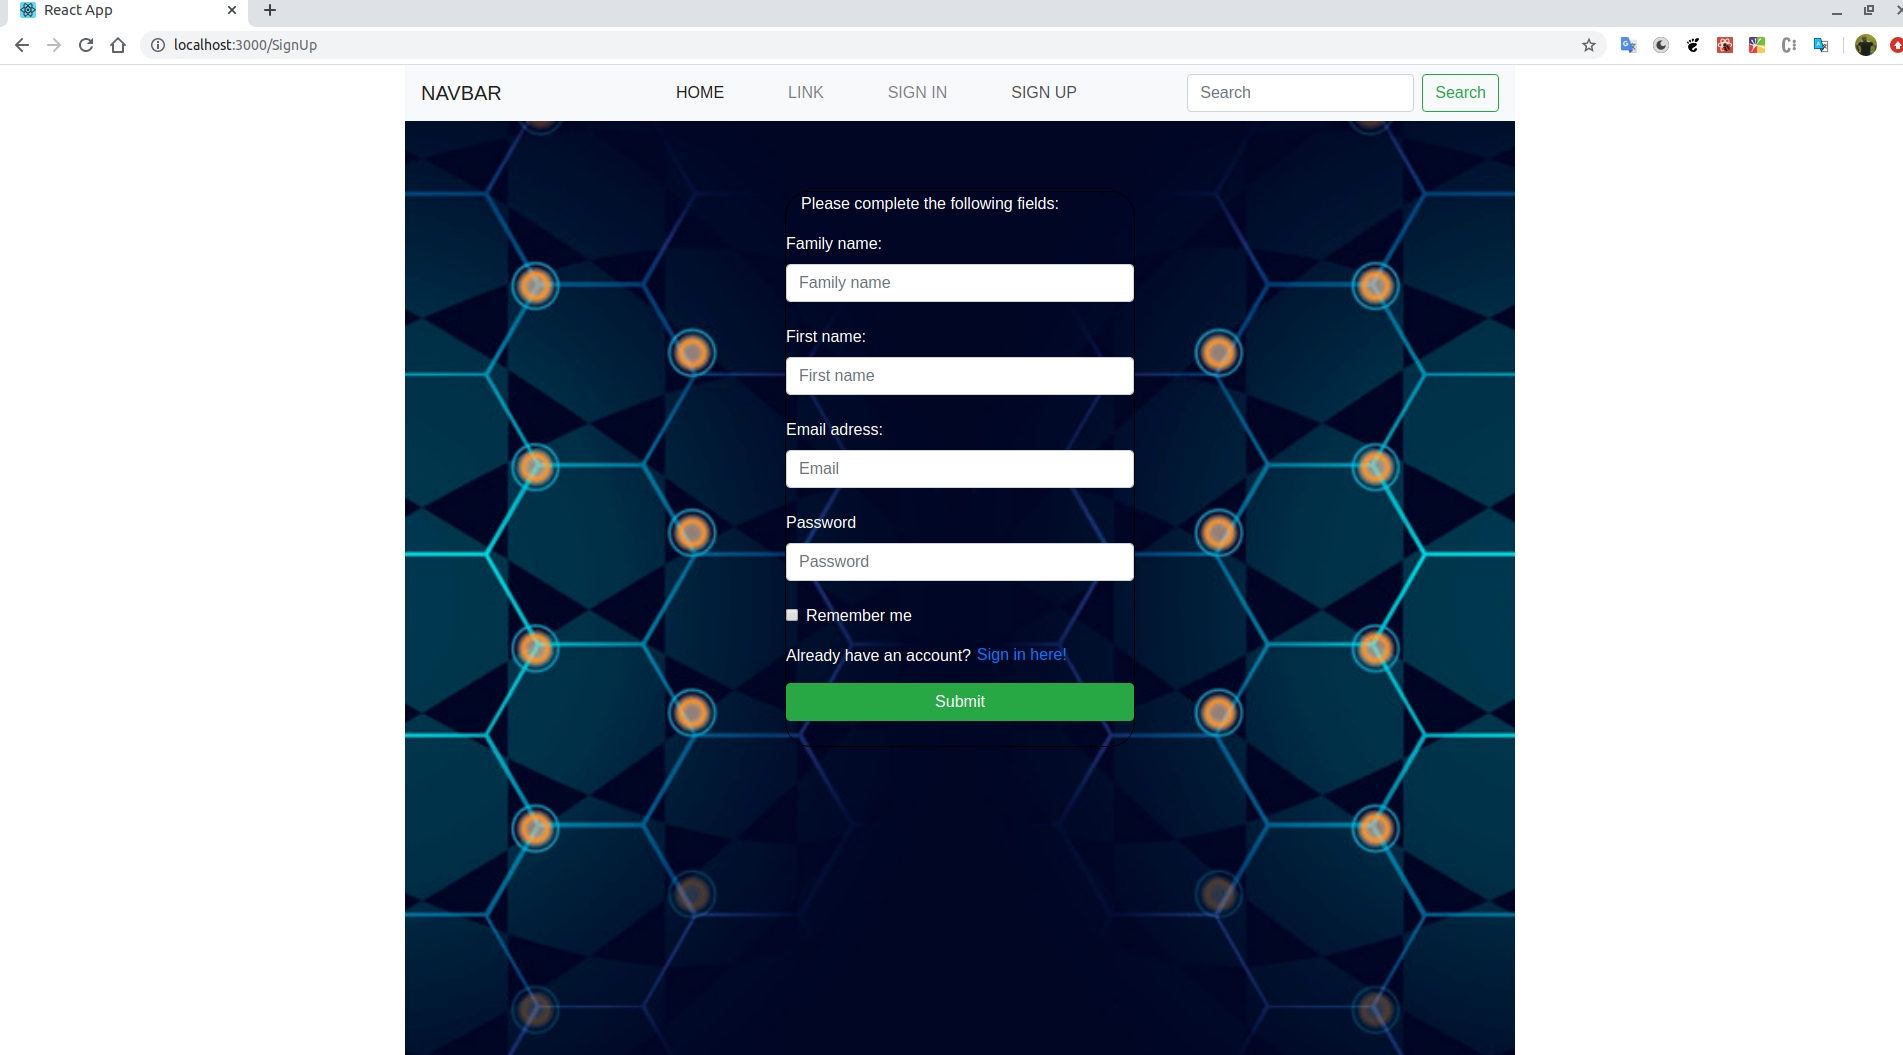 React App
localhost:3000/SignUp
NAVBAR HOME LINK SIGN IN SIGN UP Search Search
Please complete the following fields:
Family name:
Family name
First name:
First name
Email adress:
Email
Password
Password
Remember me
Already have an account? Sign in here!
Submit